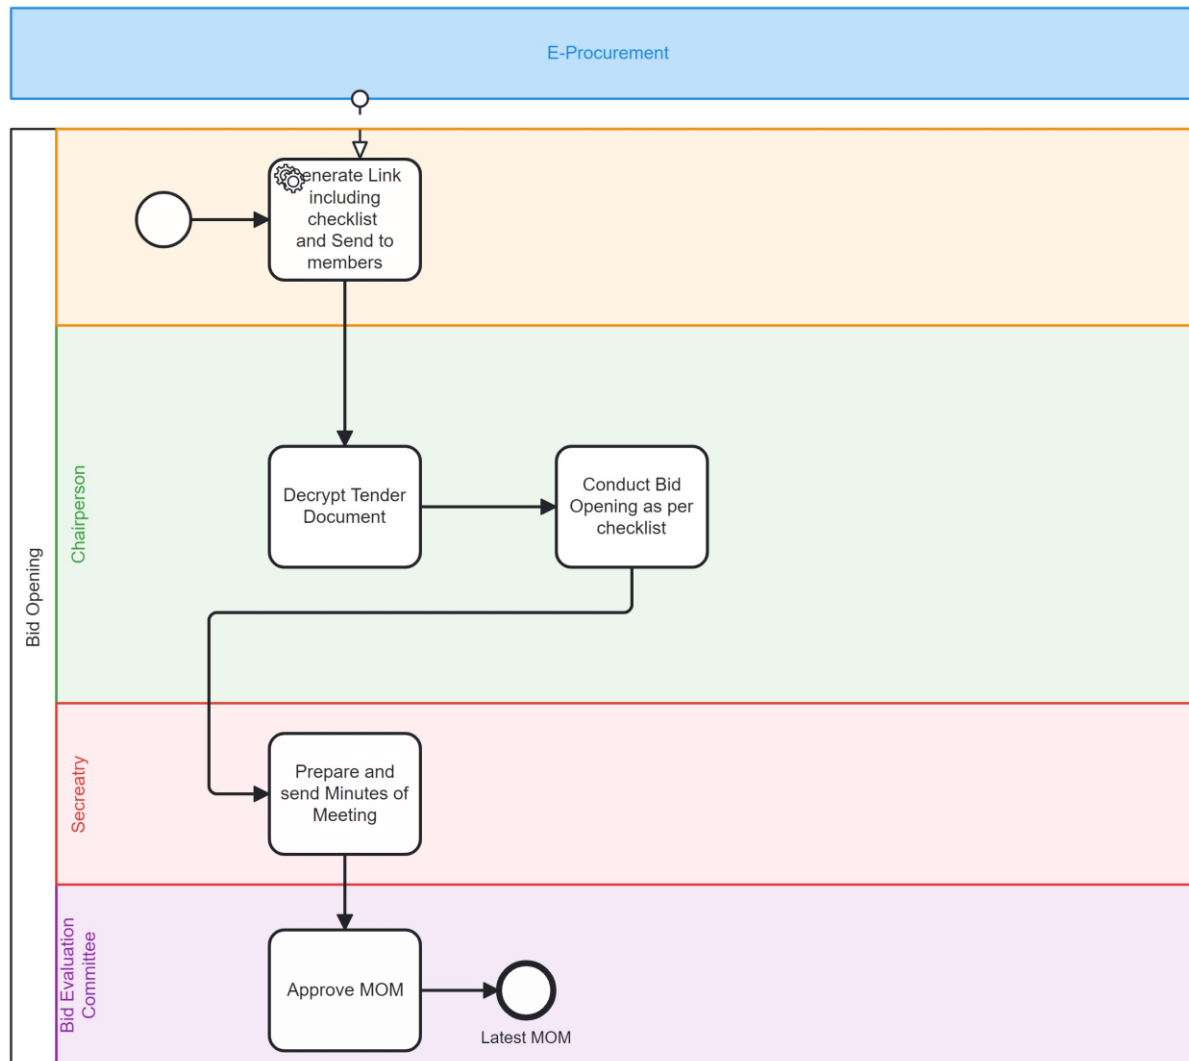 E-Procurement
enerate Link
including
checklist
and Send to
members
Bid Opening
Chairperson
Decrypt Tender
Document
Conduct Bid
Opening as per
checklist
Secreatry
Prepare and
send Minutes of
Meeting
Bid Evaluation
Committee
Approve MOM
Latest MOM